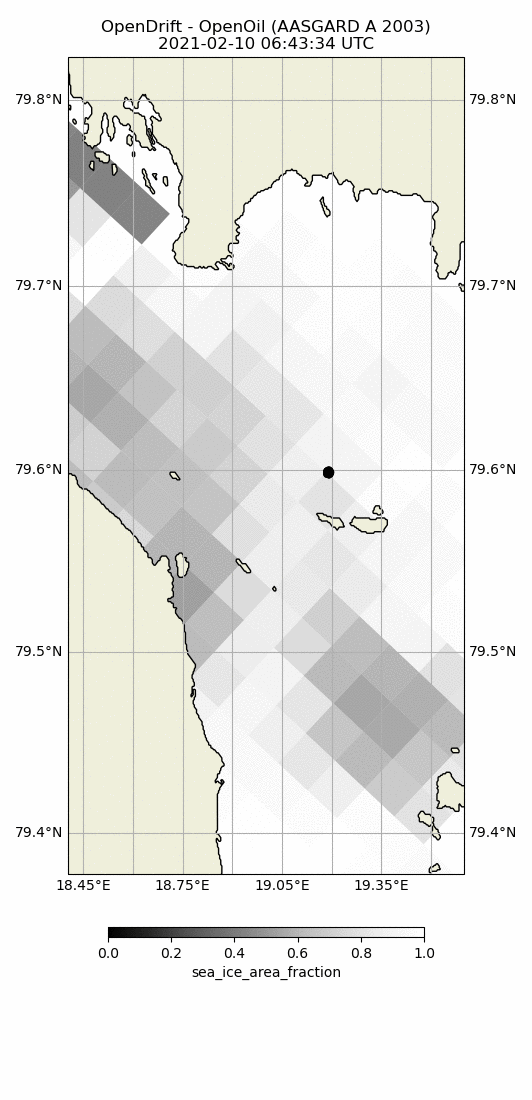 OpenDrift - OpenOil (AASGARD A 2003)
2021-02-10 06:43:34 UTC
79.8°N 79.8°N
79.7°N 79.7°N
79.6°N 79.6°N
79.5°N 79.5°N
79.4°N 79.4°N
18.45°E 18.75°E 19.05°E 19.35°E
0.0 0.2 0.4 0.6 0.8 1.0
sea_ice_area_fraction